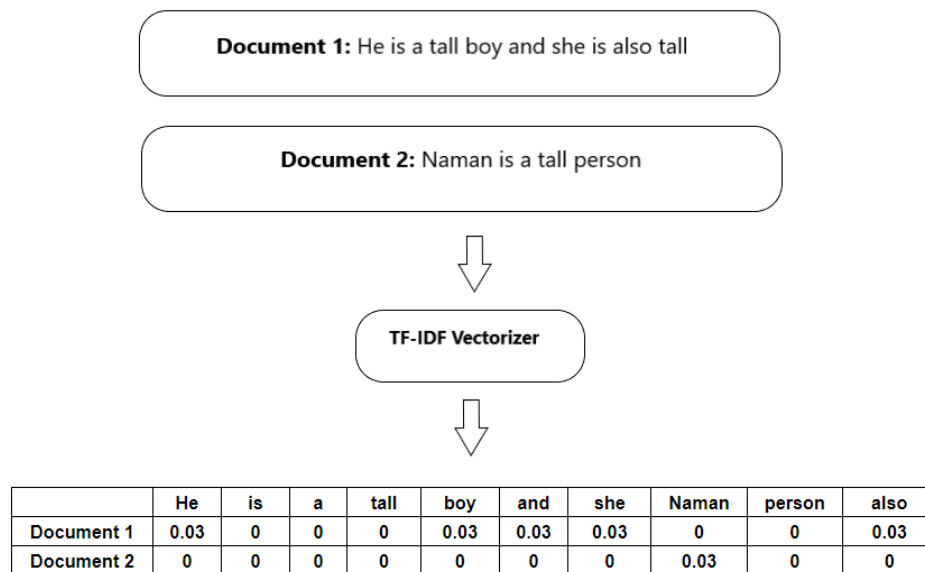 Document 1: He is a tall boy and she is also tall
Document 2: Naman is a tall person
TF-IDF Vectorizer
He is a tall boy and she Naman person also
Document 1 0.03 0 0 0 0.03 0.03 0.03 0 0 0.03
Document 2 0 0 0 0 0 0 0 0.03 0 0